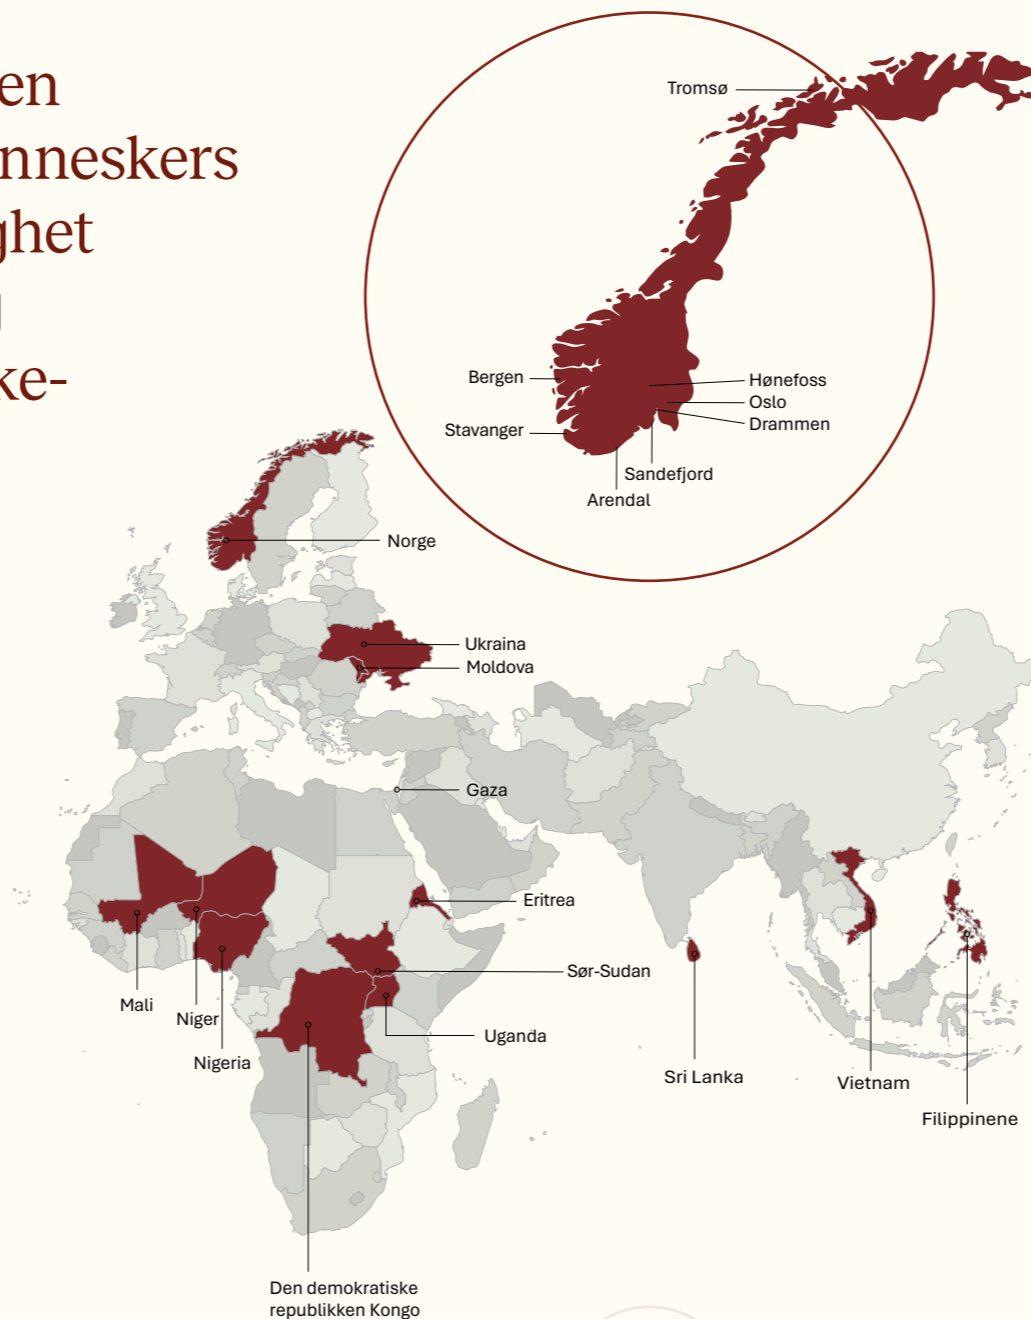 en
nneskers
ghet
ke-
Tromsø
Bergen
Hønefoss
Oslo
Stavanger
Drammen
Sandefjord
Arendal
Norge
Ukraina
Moldova
Gaza
Eritrea
Sør-Sudan
Mali
Niger
Uganda
Nigeria
Sri Lanka
Vietnam
Filippinene
Den demokratiske
republikken Kongo